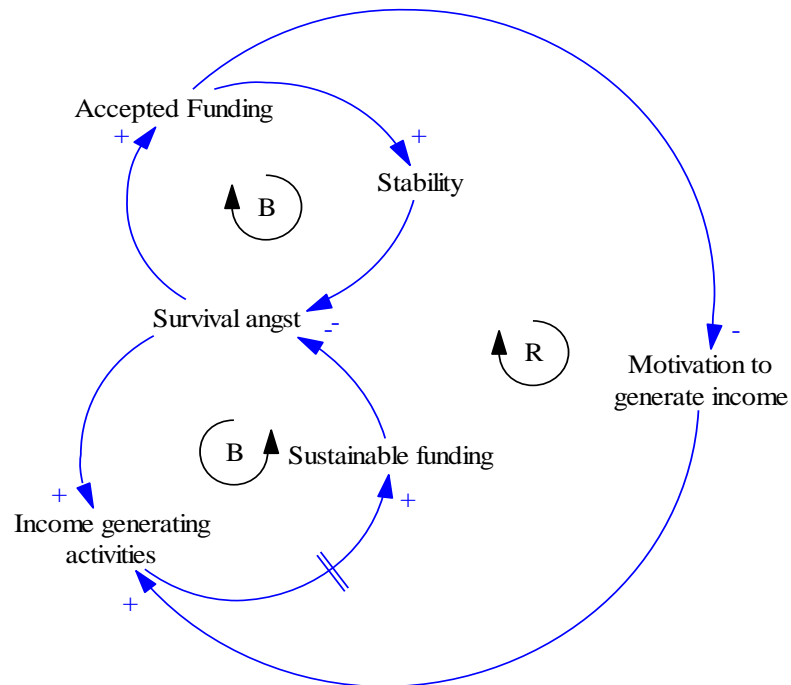 Accepted Funding
+
+
Stability
B
Survival angst
-
-
-
R
Motivation to
generate income
B
Sustainable funding
+
+
Income generating
activities
+